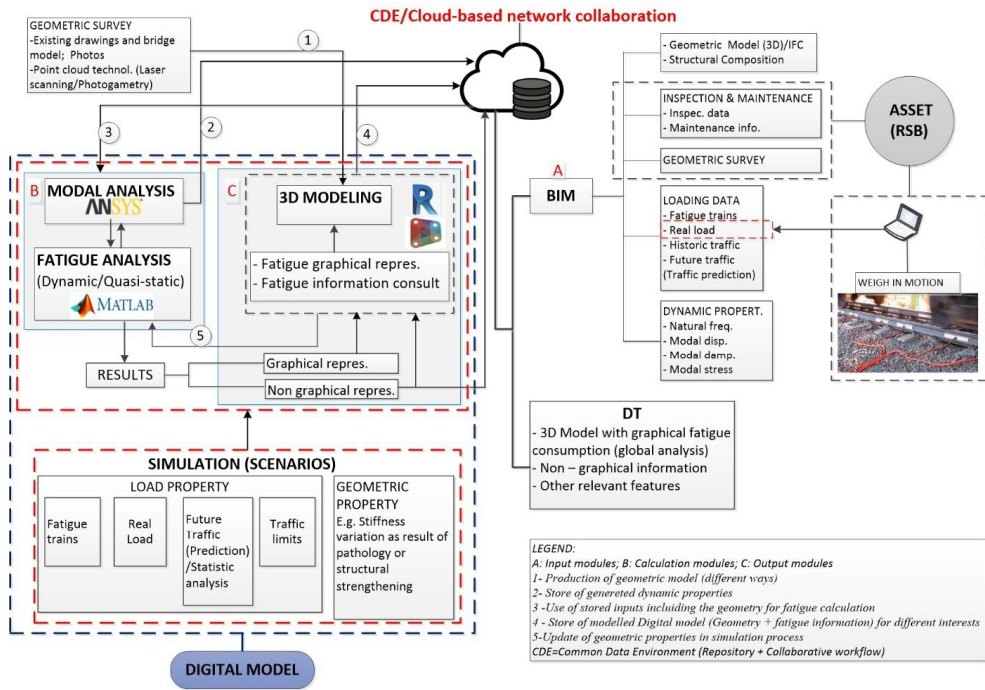 CDE/Cloud-based network collaboration
GEOMETRIC SURVEY
-Existing drawings and bridge
model; Photos
-Point cloud technol. (Laser
scanning/Photogametry)
1
2
3
4
B
MODAL ANALYSIS
ANSYS
FATIGUE ANALYSIS
(Dynamic/Quasi-static)
MATLAB
RESULTS
C
3D MODELING
R
- Fatigue graphical repres.
- Fatigue information consult
5
Graphical repres.
Non graphical repres.
SIMULATION (SCENARIOS)
LOAD PROPERTY
Fatigue
trains
Real
Load
Future
Traffic
(Prediction)
/Statistic
analysis
Traffic
limits
GEOMETRIC
PROPERTY
E.g. Stiffness
variation as result
of pathology or
structural
strengthening
DIGITAL MODEL
A
BIM
- Geometric Model (3D)/IFC
- Structural Composition
INSPECTION & MAINTENANCE
- Inspec. data
- Maintenance info.
GEOMETRIC SURVEY
LOADING DATA
- Fatigue trains
- Real load
- Historic traffic
- Future traffic
(Traffic prediction)
DYNAMIC PROPERT.
- Natural freq.
- Modal disp.
- Modal damp.
- Modal stress
ASSET
(RSB)
WEIGH IN MOTION
DT
- 3D Model with graphical fatigue
consumption (global analysis)
- Non – graphical information
- Other relevant features
LEGEND:
A: Input modules; B: Calculation modules; C: Output modules
1- Production of geometric model (different ways)
2- Store of genereted dynamic properties
3 -Use of stored inputs incluiding the geometry for fatigue calculation
4 - Store of modelled Digital model (Geometry + fatigue information) for different interests
5-Update of geometric properties in simulation process
CDE=Common Data Environment (Repository + Collaborative workflow)